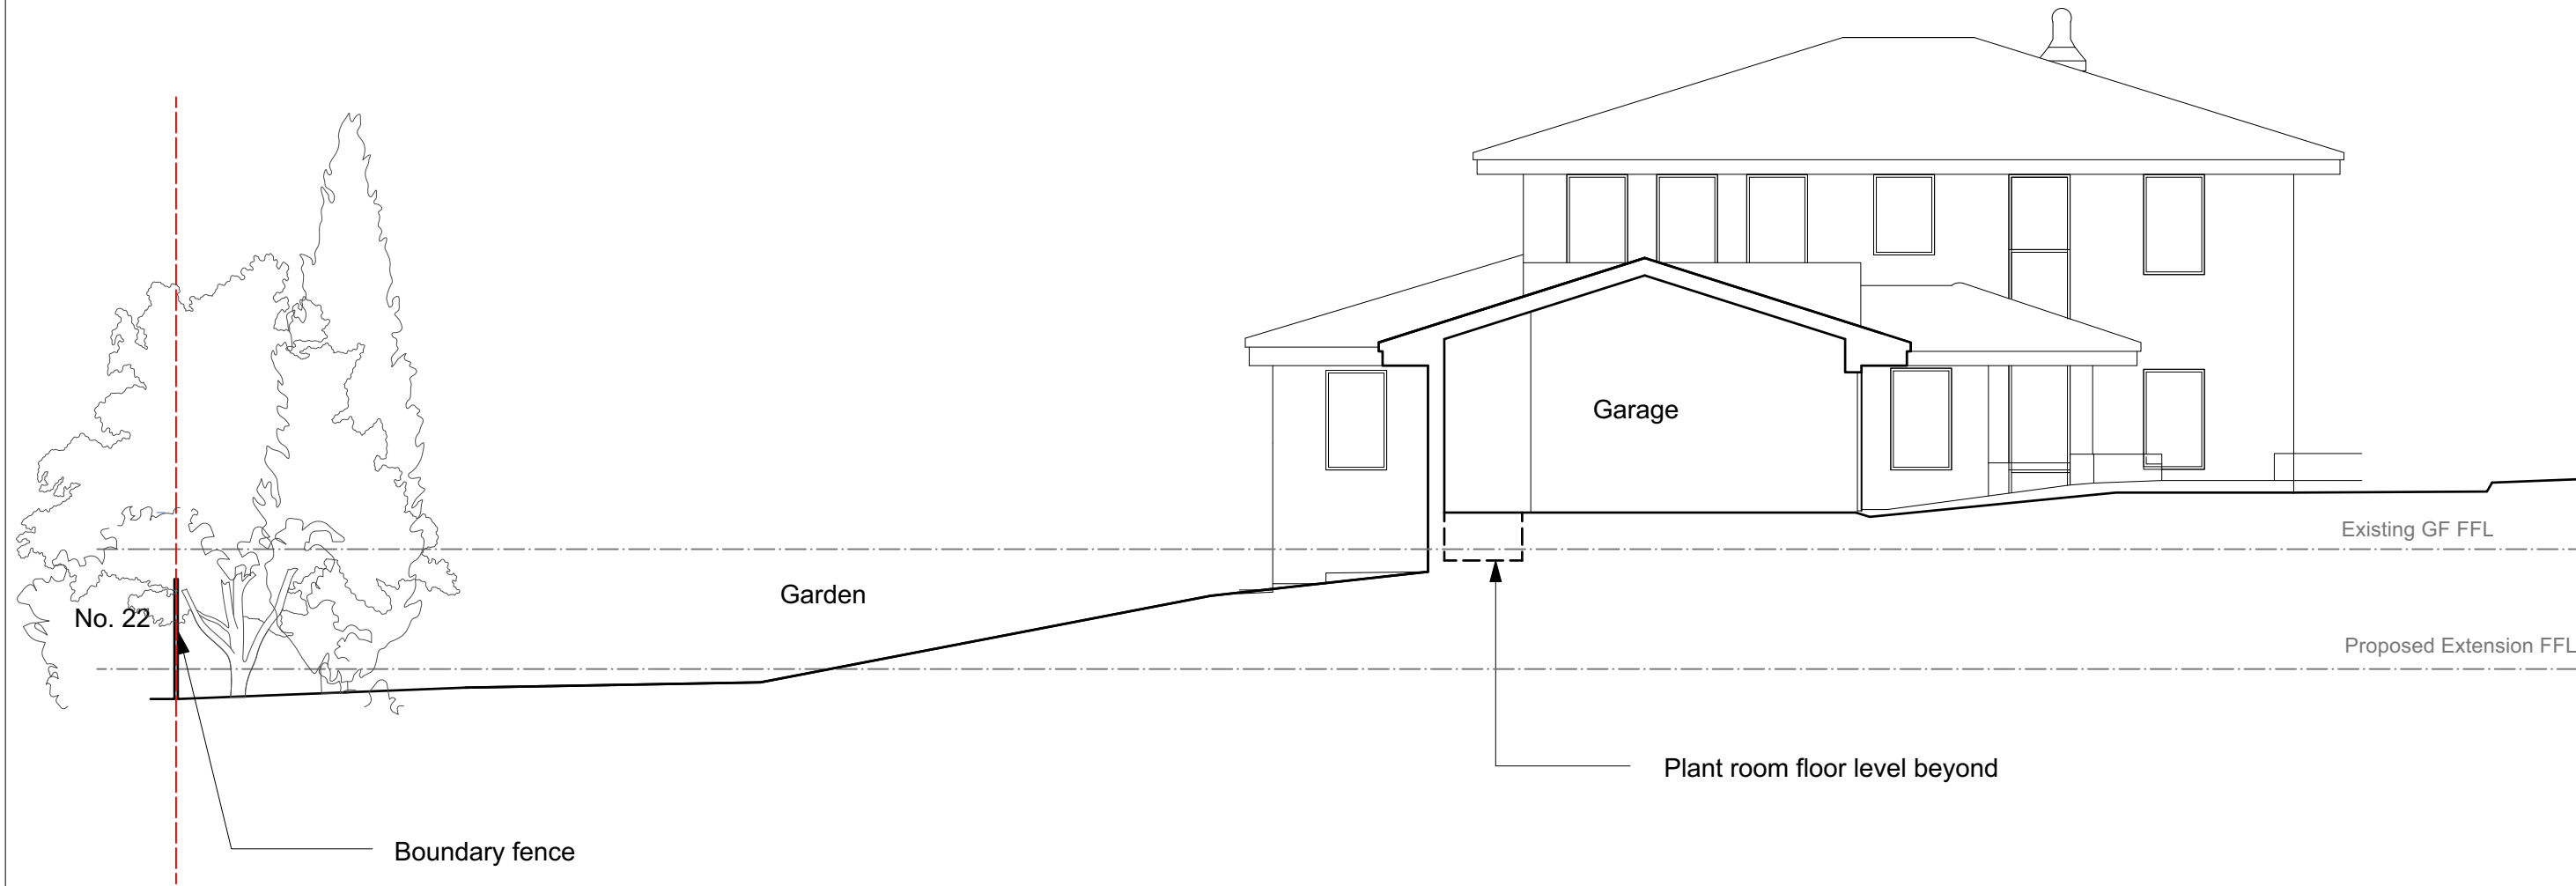 Garage
Existing GF FFL
Garden
No. 22
Proposed Extension FFL
Plant room floor level beyond
Boundary fence